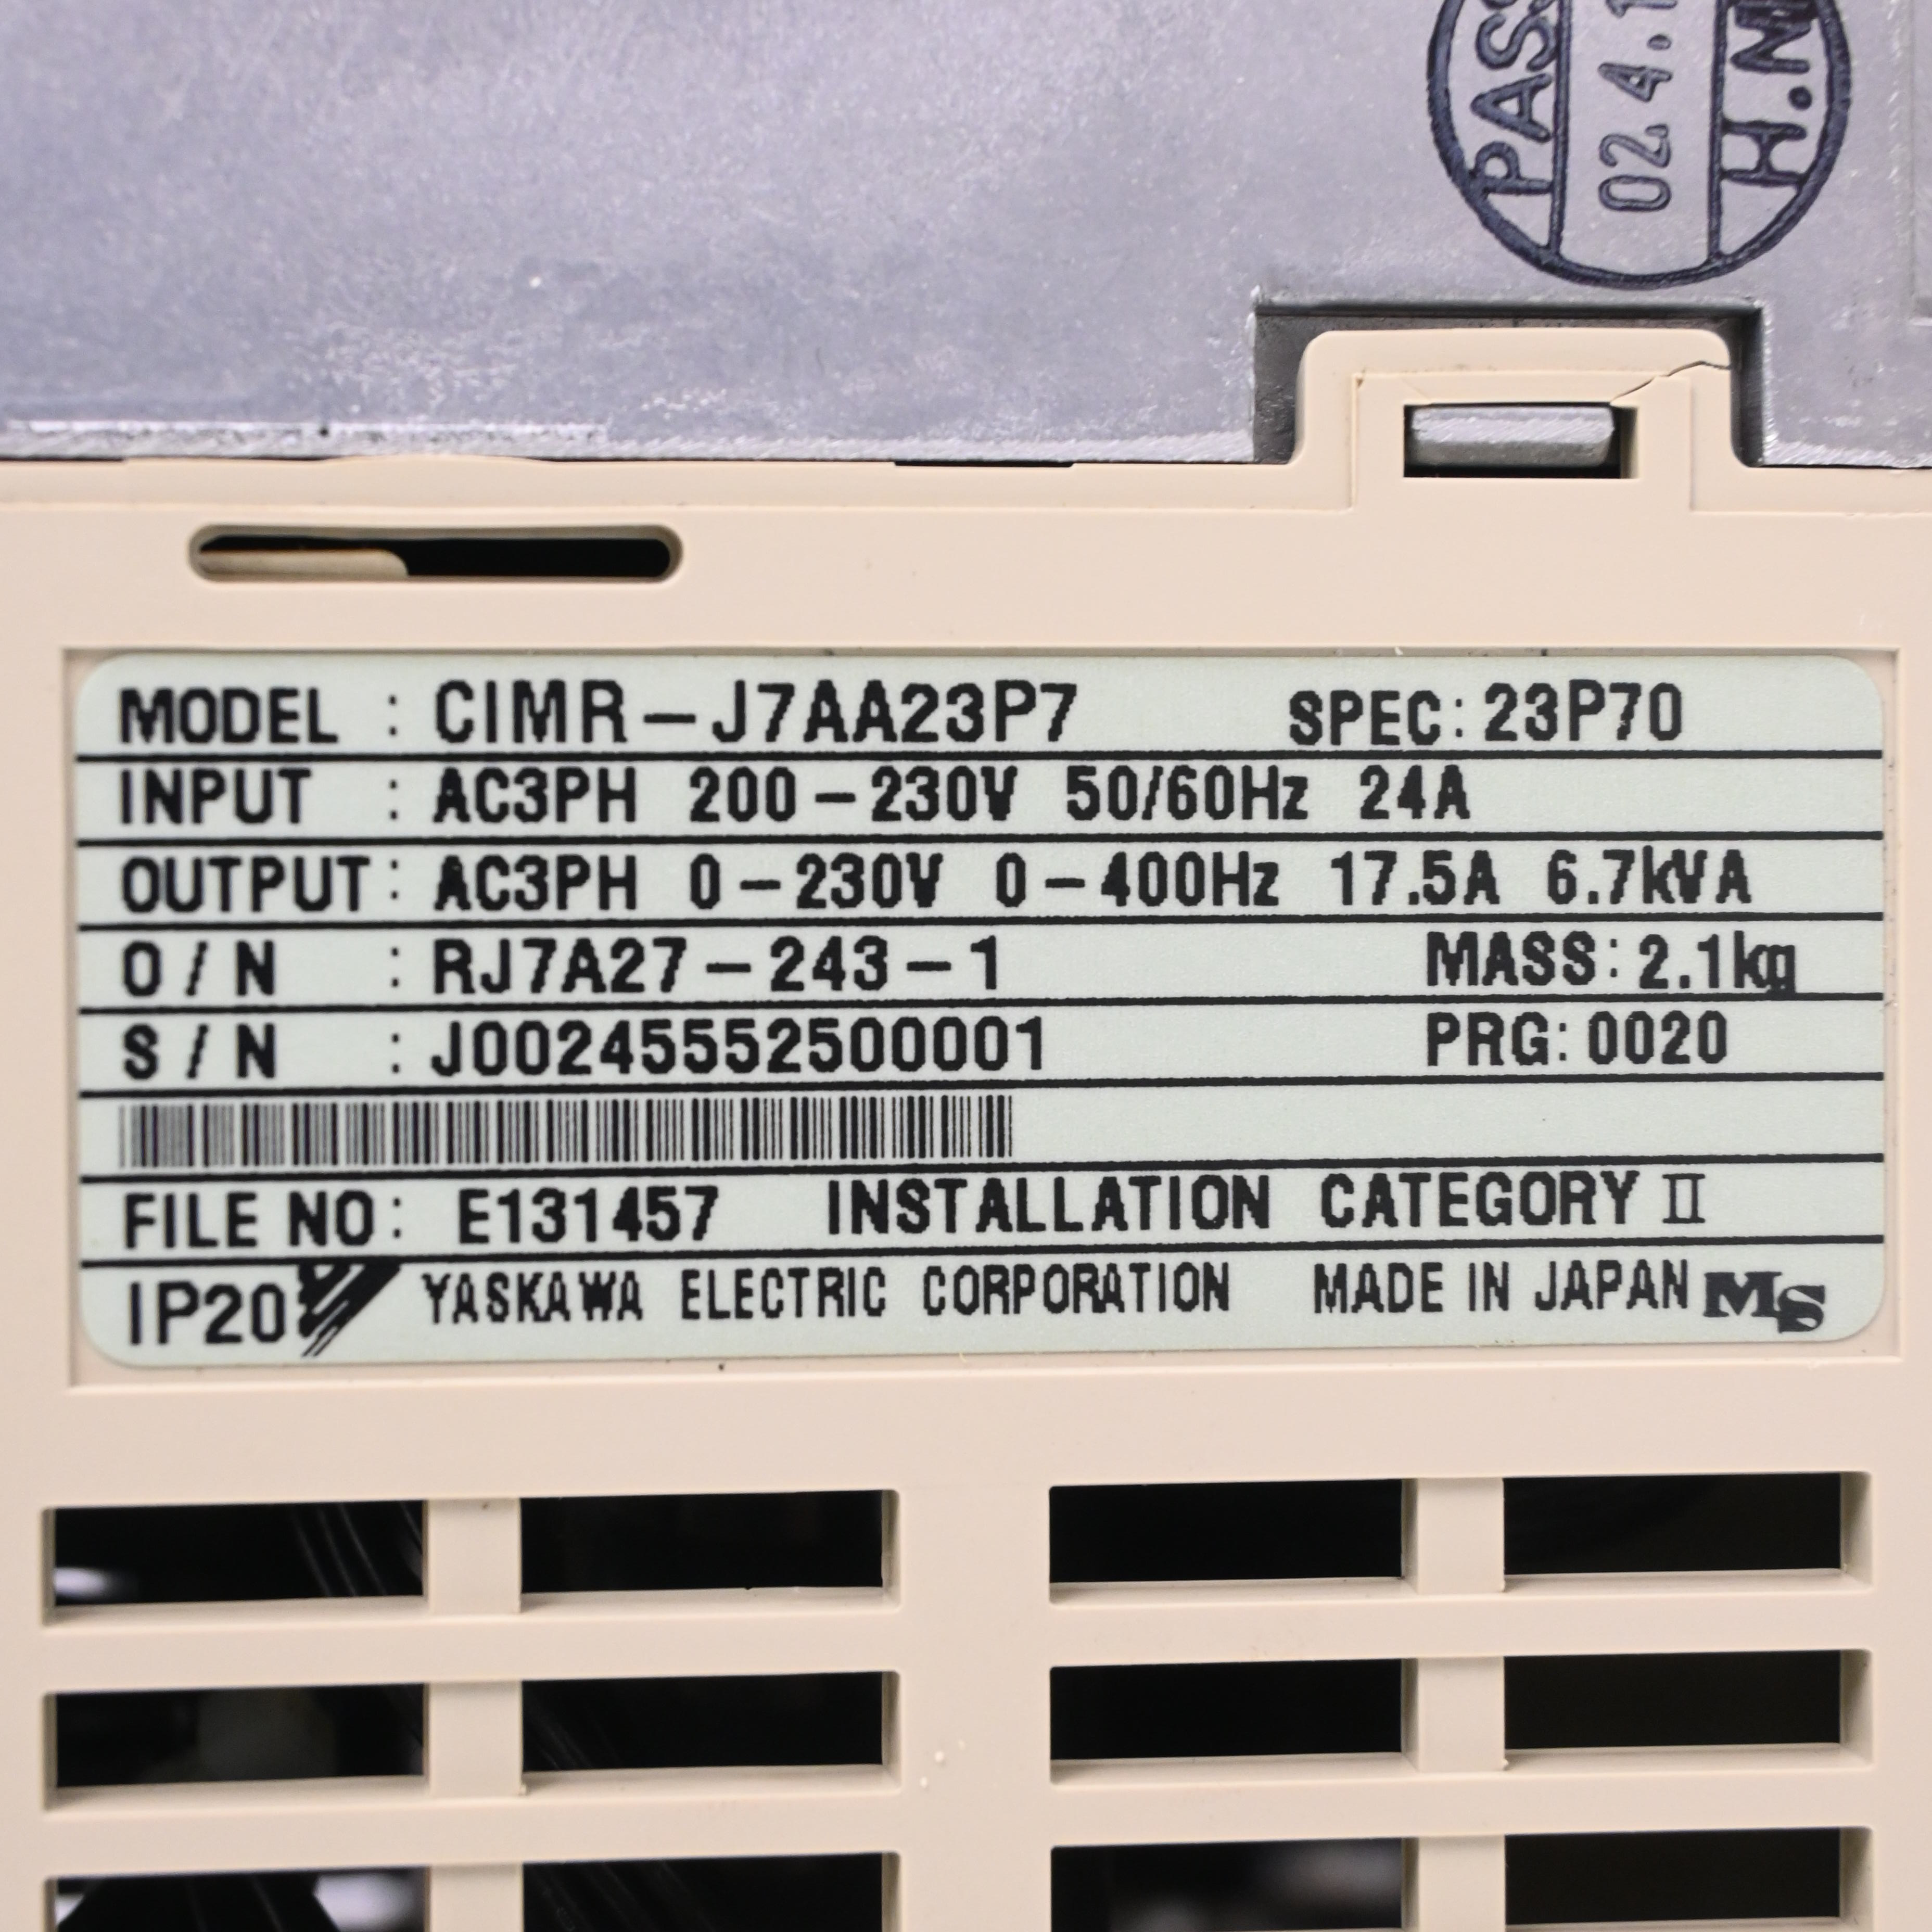 PASS
02.4.1
H.N
MODEL : CIMR-J7AA23P7 SPEC: 23P70
INPUT : AC3PH 200-230V 50/60Hz 24A
OUTPUT: AC3PH 0-230V 0-400Hz 17.5A 6.7kVA
O/N : RJ7A27-243-1 MASS: 2.1kg
S/N : J00245552500001 PRG: 0020
FILE NO: E131457 INSTALLATION CATEGORY II
IP20 YASKAWA ELECTRIC CORPORATION MADE IN JAPAN MS